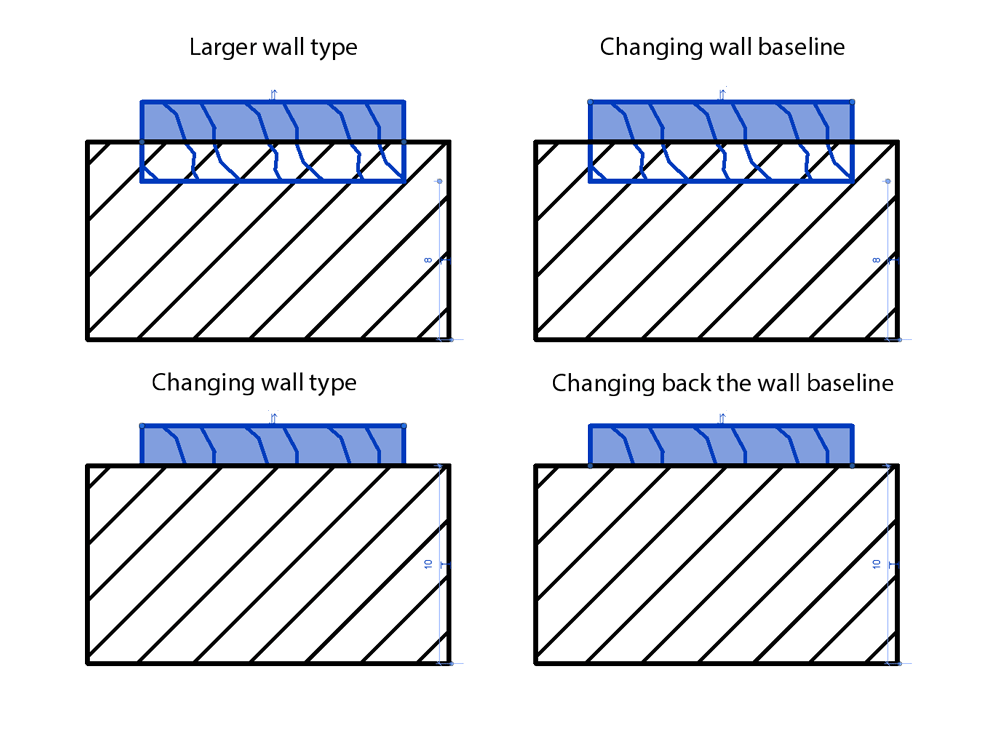 Larger wall type
Changing wall baseline
8
8
Changing wall type
Changing back the wall baseline
10
10